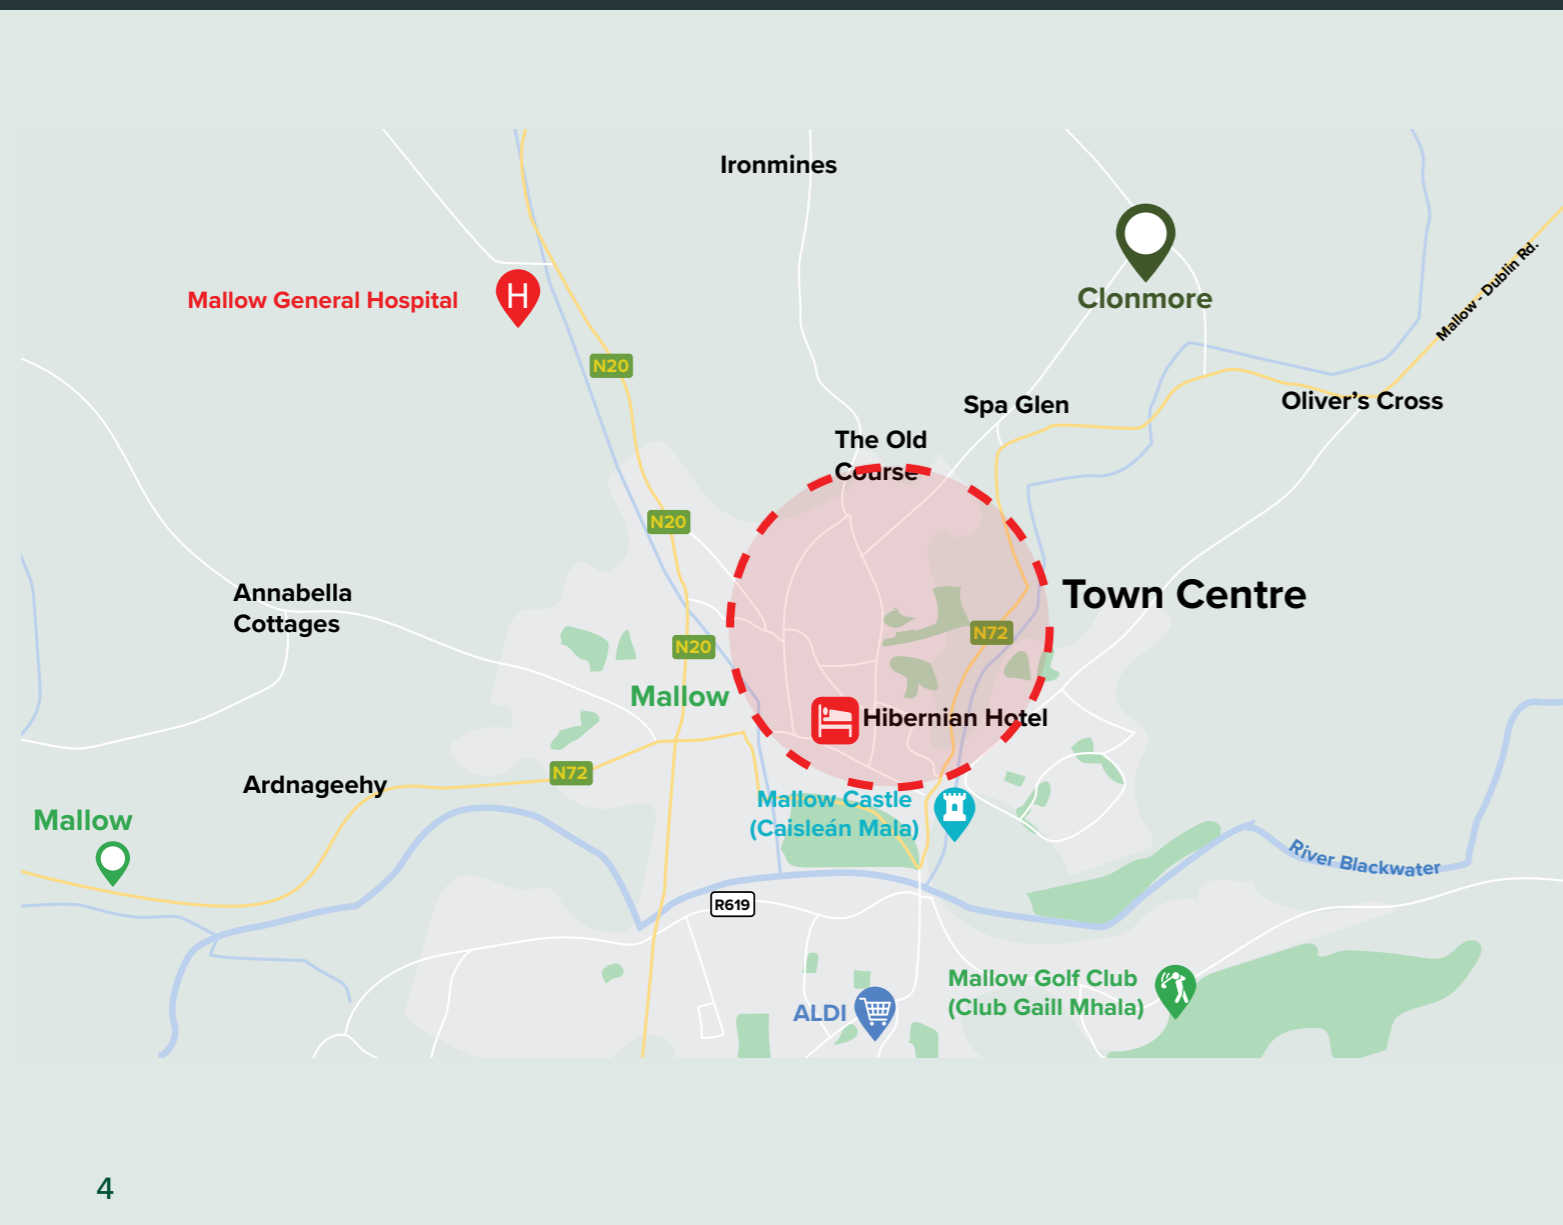 Ironmines
Mallow General Hospital
H
Clonmore
Mallow - Dublin Rd.
N20
Spa Glen
Oliver's Cross
The Old
Course
N20
Annabella
Cottages
Town Centre
N72
N20
Mallow
Hibernian Hotel
Ardnageehy
N72
Mallow Castle
(Caisleán Mala)
Mallow
River Blackwater
R619
Mallow Golf Club
(Club Gaill Mhala)
ALDI
4